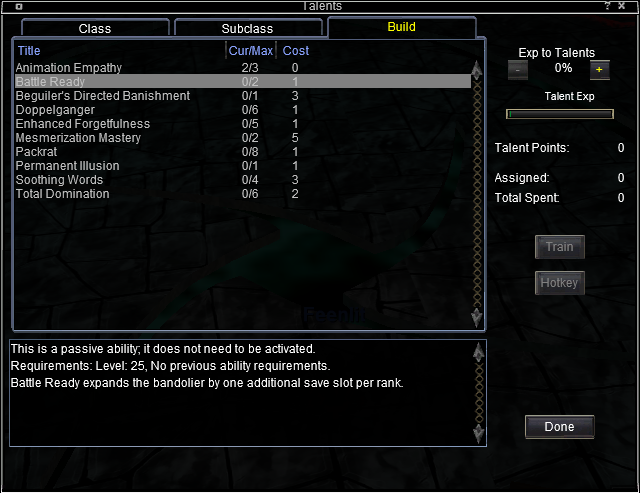 Talents
? ×
Class Subclass Build
Title Cur/Max Cost
Animation Empathy 2/3 0
Battle Ready 0/2 1
Beguiler's Directed Banishment 0/1 3
Doppelganger 0/6 1
Enhanced Forgetfulness 0/5 1
Mesmerization Mastery 0/2 5
Packrat 0/8 1
Permanent Illusion 0/1 1
Soothing Words 0/4 3
Total Domination 0/6 2
Exp to Talents
- 0% +
Talent Exp
Talent Points: 0
Assigned: 0
Total Spent: 0
Train
Hotkey
This is a passive ability; it does not need to be activated.
Requirements: Level: 25, No previous ability requirements.
Battle Ready expands the bandolier by one additional save slot per rank.
Done